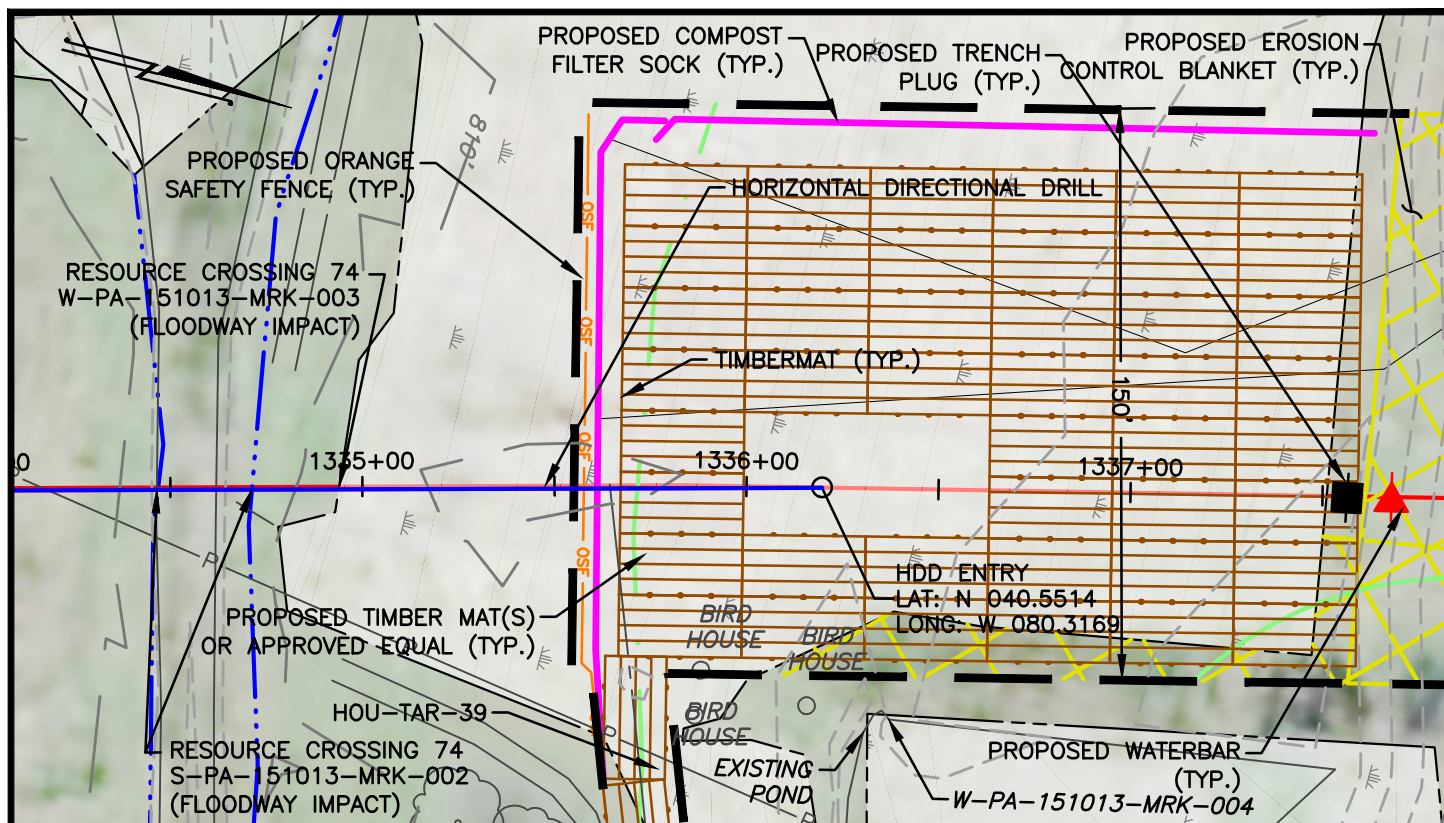 PROPOSED COMPOST
FILTER SOCK (TYP.)
PROPOSED TRENCH
PLUG (TYP.)
PROPOSED EROSION
CONTROL BLANKET (TYP.)
PROPOSED ORANGE
SAFETY FENCE (TYP.)
810'
HORIZONTAL DIRECTIONAL DRILL
OSF
RESOURCE CROSSING 74
W-PA-151013-MRK-003
(FLOODWAY IMPACT)
OSF
TIMBERMAT (TYP.)
150'
OSF
0
1335+00
1336+00
1337+00
P
OSF
HDD ENTRY
LAT: N 040.5514
LONG: W 080.3169
PROPOSED TIMBER MAT(S)
OR APPROVED EQUAL (TYP.)
P
BIRD
HOUSE
BIRD
HOUSE
HOU-TAR-39
BIRD
HOUSE
P
RESOURCE CROSSING 74
S-PA-151013-MRK-002
(FLOODWAY IMPACT)
EXISTING
POND
PROPOSED WATERBAR
(TYP.)
W-PA-151013-MRK-004
P